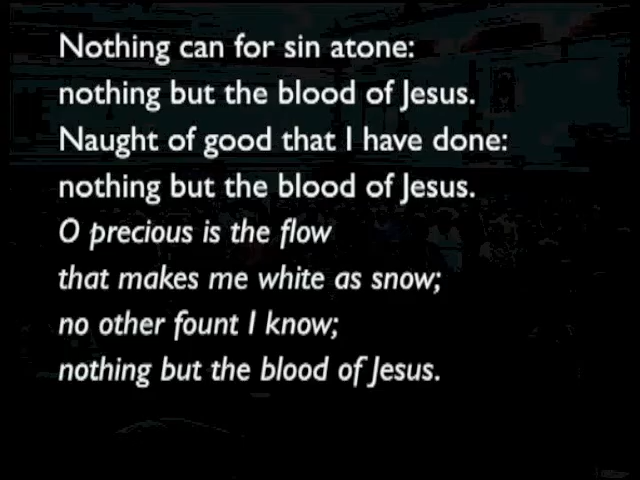 Nothing can for sin atone:
nothing but the blood of Jesus.
Naught of good that I have done:
nothing but the blood of Jesus.
O precious is the flow
that makes me white as snow;
no other fount I know;
nothing but the blood of Jesus.